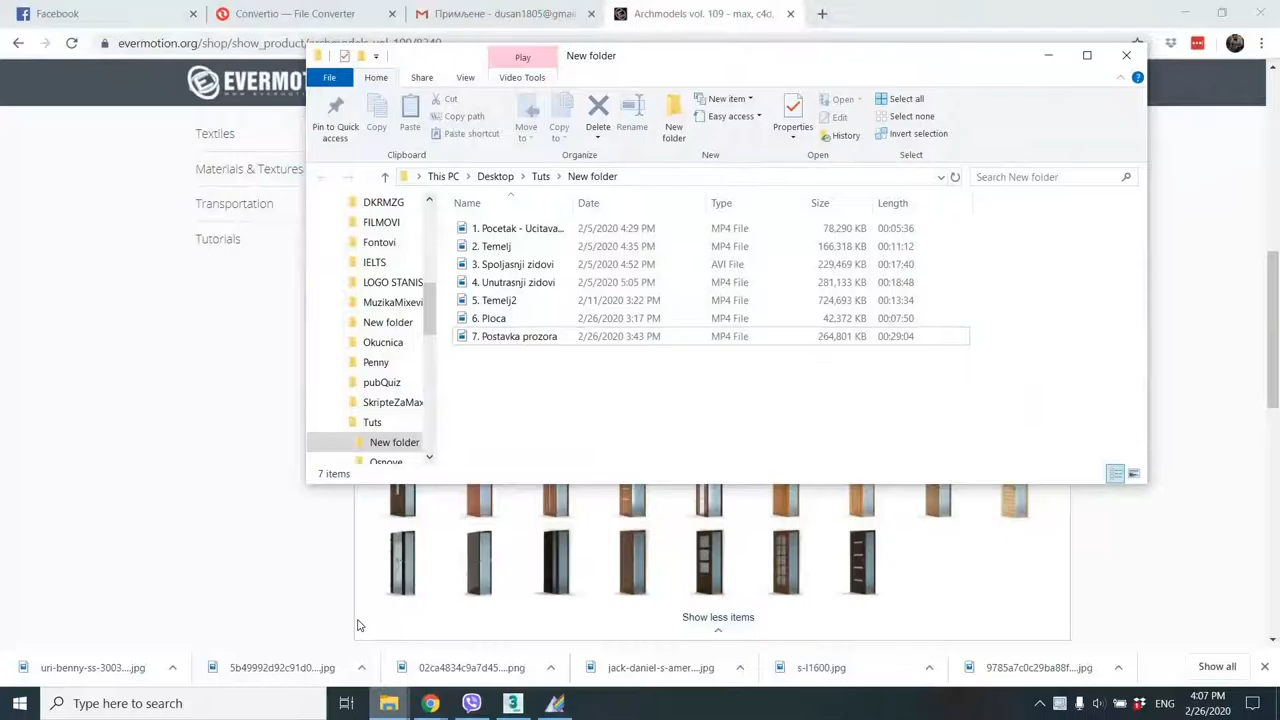 Facebook
Convertio — File Converter
Примљене - dusan1805@gmail
Archmodels vol. 109 - max, c4d,
evermotion.org/shop/show_product/
EVERMOTI
Textiles
Materials & Textures
Transportation
Tutorials
Play
New folder
File
Home
Share
View
Video Tools
Pin to Quick access
Copy
Paste
Cut
Copy path
Paste shortcut
Clipboard
Move to
Copy to
Delete
Rename
Organize
New folder
New item
Easy access
New
Properties
Open
Edit
History
Open
Select all
Select none
Invert selection
Select
This PC
Desktop
Tuts
New folder
Search New folder
DKRMZG
FILMOVI
Fontovi
IELTS
LOGO STANIS
MuzikaMixevi
New folder
Okucnica
Penny
pubQuiz
SkripteZaMax
Tuts
New folder
Osnove
Name Date Type Size Length
1. Pocetak - Ucitava... 2/5/2020 4:29 PM MP4 File 78,290 KB 00:05:36
2. Temelj 2/5/2020 4:35 PM MP4 File 166,318 KB 00:11:12
3. Spoljasnji zidovi 2/5/2020 4:52 PM AVI File 229,469 KB 00:17:40
4. Unutrasnji zidovi 2/5/2020 5:05 PM MP4 File 281,133 KB 00:18:48
5. Temelj2 2/11/2020 3:22 PM MP4 File 724,693 KB 00:13:34
6. Ploca 2/26/2020 3:17 PM MP4 File 42,372 KB 00:07:50
7. Postavka prozora 2/26/2020 3:43 PM MP4 File 264,801 KB 00:29:04
7 items
Show less items
uri-benny-ss-3003....jpg
5b49992d92c91d0....jpg
02ca4834c9a7d45....png
jack-daniel-s-amer....jpg
s-l1600.jpg
9785a7c0c29ba88f....jpg
Show all
Type here to search
ENG
4:07 PM
2/26/2020